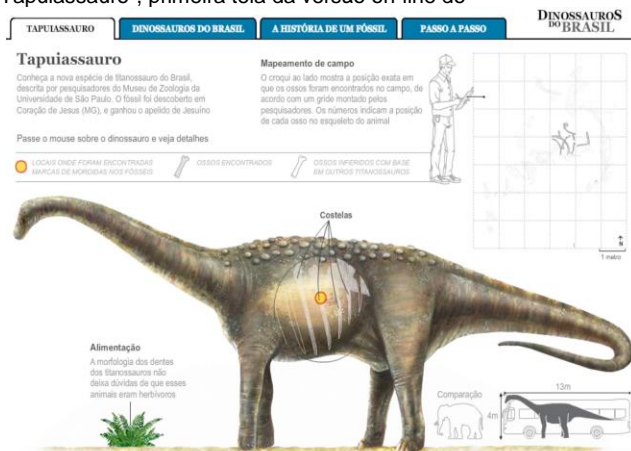 "Tapuiassauro", primeira tela da versão on-line do
TAPUIASSAURO
DINOSSAUROS DO BRASIL
A HISTÓRIA DE UM FÓSSIL
PASSO A PASSO
DINOSSAUROS
DO BRASIL
Tapuiassauro
Conheça a nova espécie de titanossauro do Brasil,
descrita por pesquisadores do Museu de Zoologia da
Universidade de São Paulo. O fóssil foi descoberto em
Coração de Jesus (MG), e ganhou o apelido de Jesuíno
Passe o mouse sobre o dinossauro e veja detalhes
Mapeamento de campo
O croqui ao lado mostra a posição exata em
que os ossos foram encontrados no campo, de
acordo com um gride montado pelos
pesquisadores. Os números indicam a posição
de cada osso no esqueleto do animal
LOCAIS ONDE FORAM ENCONTRADAS
MARCAS DE MORDIDAS NOS FÓSSEIS
OSSOS ENCONTRADOS
OSSOS INFERIDOS COM BASE
EM OUTROS TITANOSSAUROS
N
1 metro
Costelas
Alimentação
A morfologia dos dentes
dos titanossauros não
deixa dúvidas de que esses
animais eram herbívoros
Comparação
13m
4m